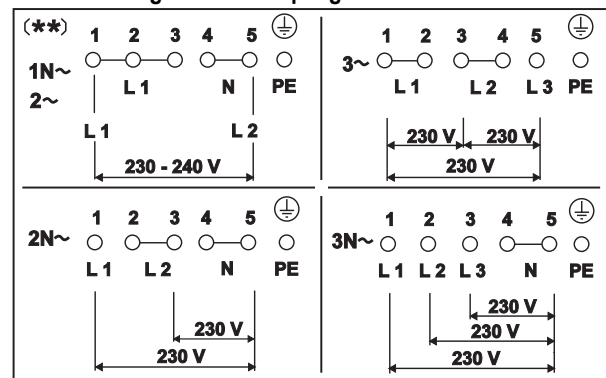 (**)
1 2 3 4 5
1N~
2~
L 1 N PE
L 1 L 2
230 - 240 V
1 2 3 4 5
3~
L 1 L 2 L 3 PE
230 V 230 V
230 V
1 2 3 4 5
2N~
L 1 L 2 N PE
230 V
230 V
1 2 3 4 5
3N~
L 1 L 2 L 3 N PE
230 V
230 V
230 V